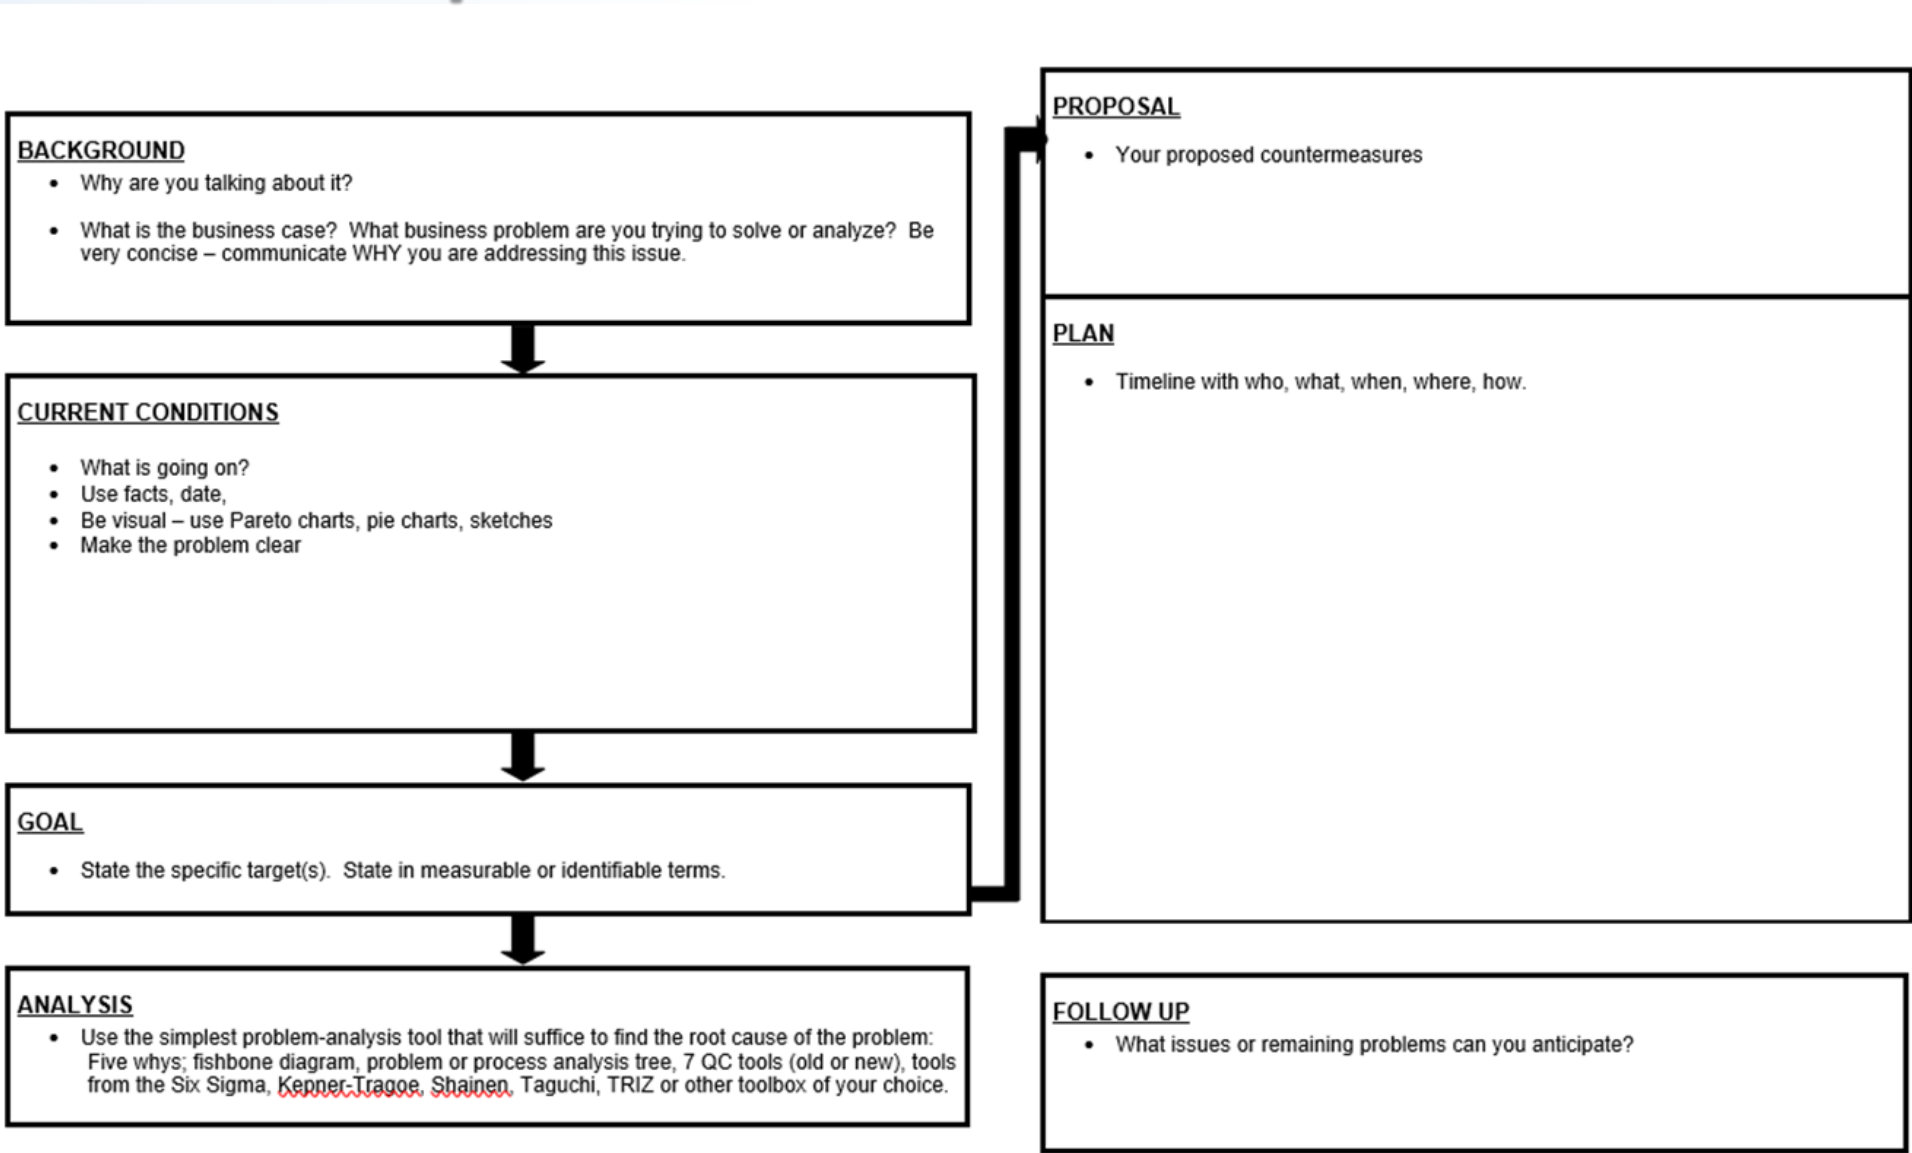 BACKGROUND
• Why are you talking about it?
• What is the business case?  What business problem are you trying to solve or analyze?  Be
very concise – communicate WHY you are addressing this issue.
CURRENT CONDITIONS
• What is going on?
• Use facts, date,
• Be visual – use Pareto charts, pie charts, sketches
• Make the problem clear
GOAL
• State the specific target(s).  State in measurable or identifiable terms.
ANALYSIS
• Use the simplest problem-analysis tool that will suffice to find the root cause of the problem:
Five whys; fishbone diagram, problem or process analysis tree, 7 QC tools (old or new), tools
from the Six Sigma, Kepner-Tragoe, Shainen, Taguchi, TRIZ or other toolbox of your choice.
PROPOSAL
• Your proposed countermeasures
PLAN
• Timeline with who, what, when, where, how.
FOLLOW UP
• What issues or remaining problems can you anticipate?